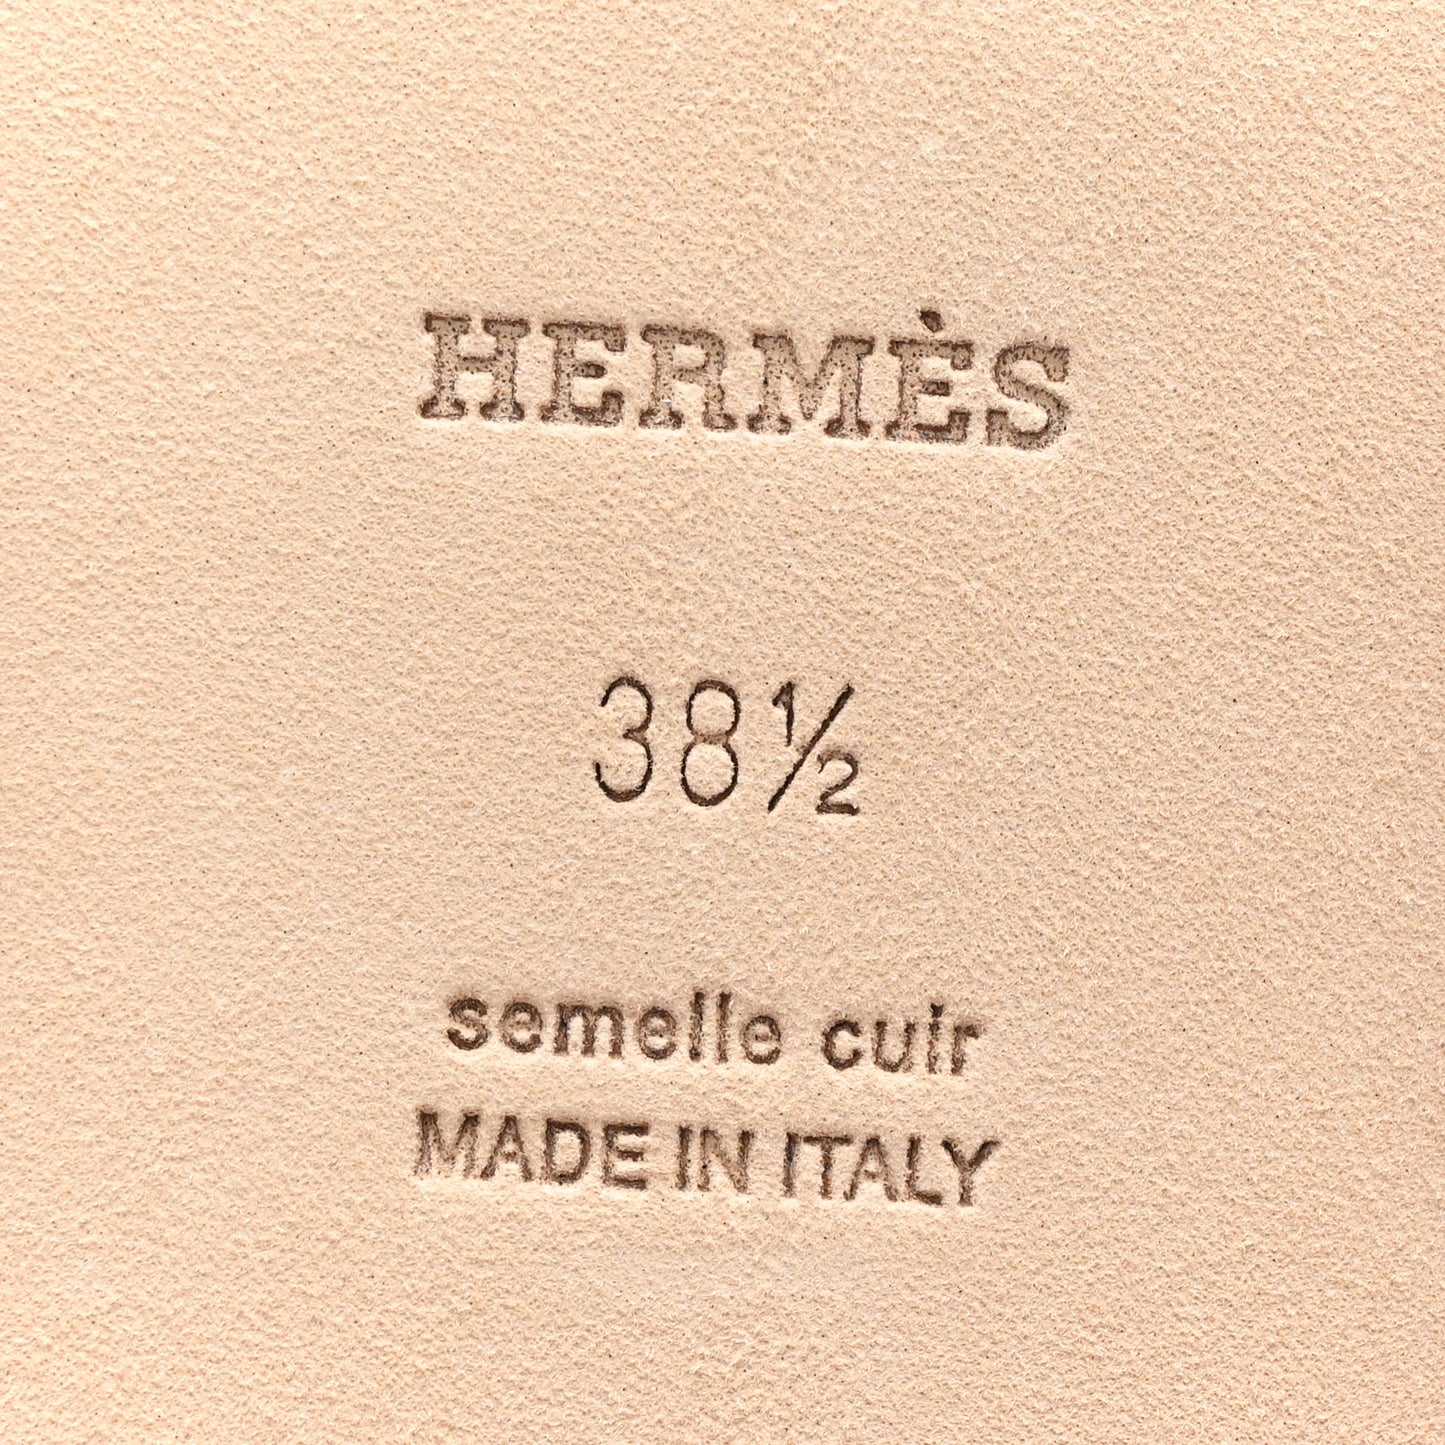 HERMÈS
38½
semelle cuir
MADE IN ITALY